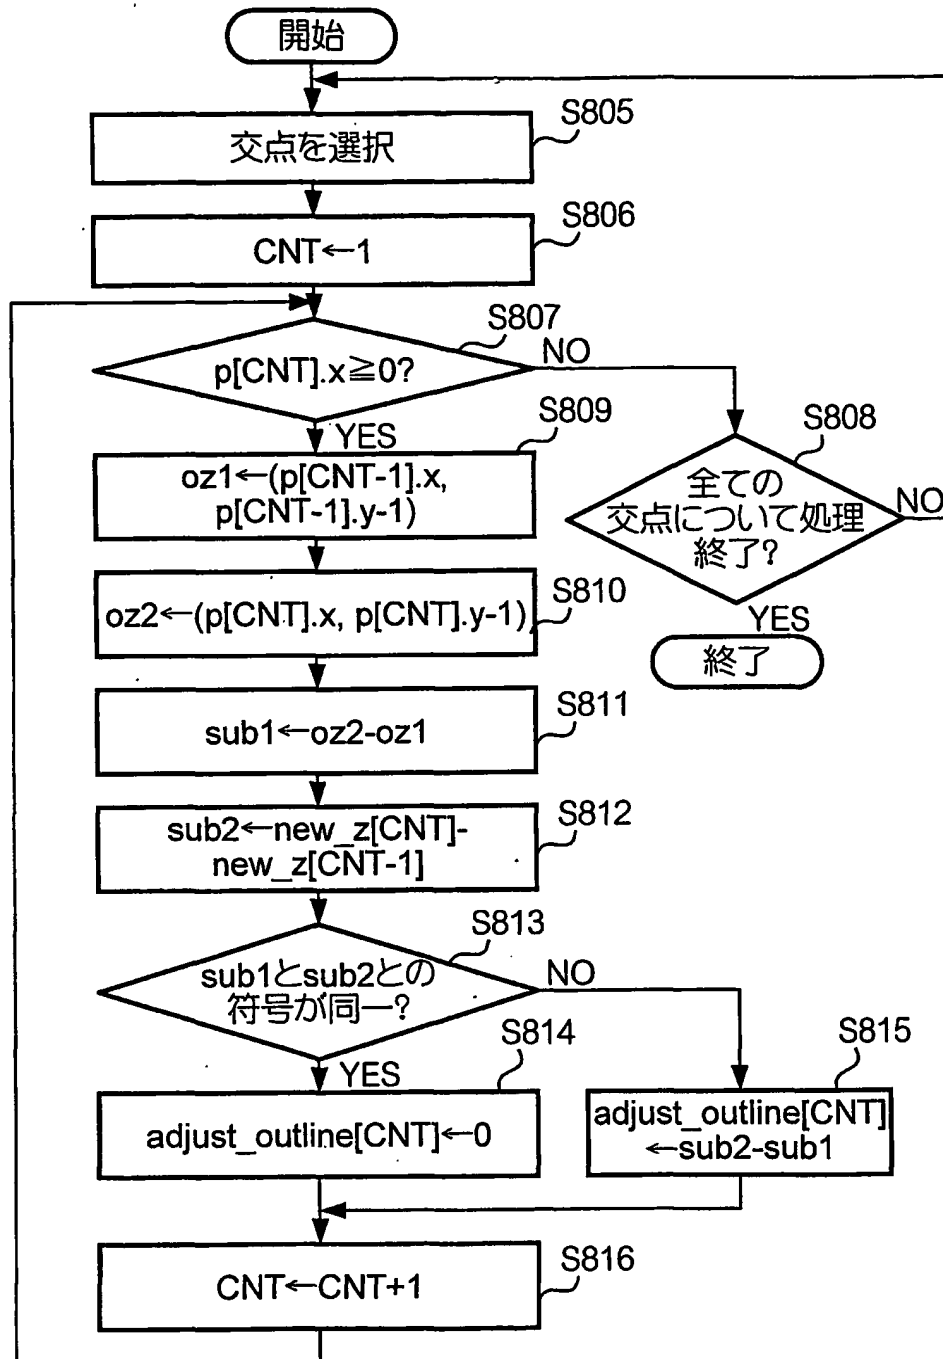 開始
S805
交点を選択
S806
CNT←1
S807
p[CNT].x≧0?
NO
YES
S809
oz1←(p[CNT-1].x,
p[CNT-1].y-1)
S808
全ての
交点について処理
終了?
NO
YES
終了
S810
oz2←(p[CNT].x, p[CNT].y-1)
S811
sub1←oz2-oz1
S812
sub2←new_z[CNT]-
new_z[CNT-1]
S813
sub1とsub2との
符号が同一?
NO
YES
S814
adjust_outline[CNT]←0
S815
adjust_outline[CNT]
←sub2-sub1
S816
CNT←CNT+1